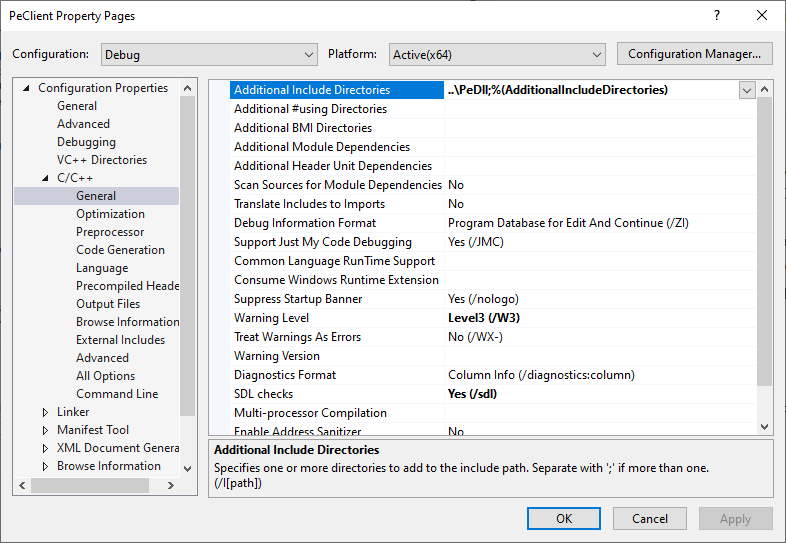 PeClient Property Pages
Configuration: Debug Platform: Active(x64) Configuration Manager...
Configuration Properties
General
Advanced
Debugging
VC++ Directories
C/C++
General
Optimization
Preprocessor
Code Generation
Language
Precompiled Heade
Output Files
Browse Information
External Includes
Advanced
All Options
Command Line
Linker
Manifest Tool
XML Document Genera
Browse Information
Additional Include Directories ..\PeDll;%(AdditionalIncludeDirectories)
Additional #using Directories
Additional BMI Directories
Additional Module Dependencies
Additional Header Unit Dependencies
Scan Sources for Module Dependencies No
Translate Includes to Imports No
Debug Information Format Program Database for Edit And Continue (/ZI)
Support Just My Code Debugging Yes (/JMC)
Common Language RunTime Support
Consume Windows Runtime Extension
Suppress Startup Banner Yes (/nologo)
Warning Level Level3 (/W3)
Treat Warnings As Errors No (/WX-)
Warning Version
Diagnostics Format Column Info (/diagnostics:column)
SDL checks Yes (/sdl)
Multi-processor Compilation
Enable Address Sanitizer No
Additional Include Directories
Specifies one or more directories to add to the include path. Separate with ';' if more than one.
(/I[path])
OK Cancel Apply